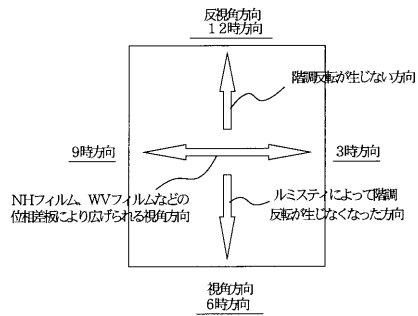 反視角方向
12時方向
階調反転が生じない方向
9時方向
3時方向
NHフィルム、WVフィルムなどの
位相差板により広げられる視角方向
ルミスティによって階調
反転が生じなくなった方向
視角方向
6時方向